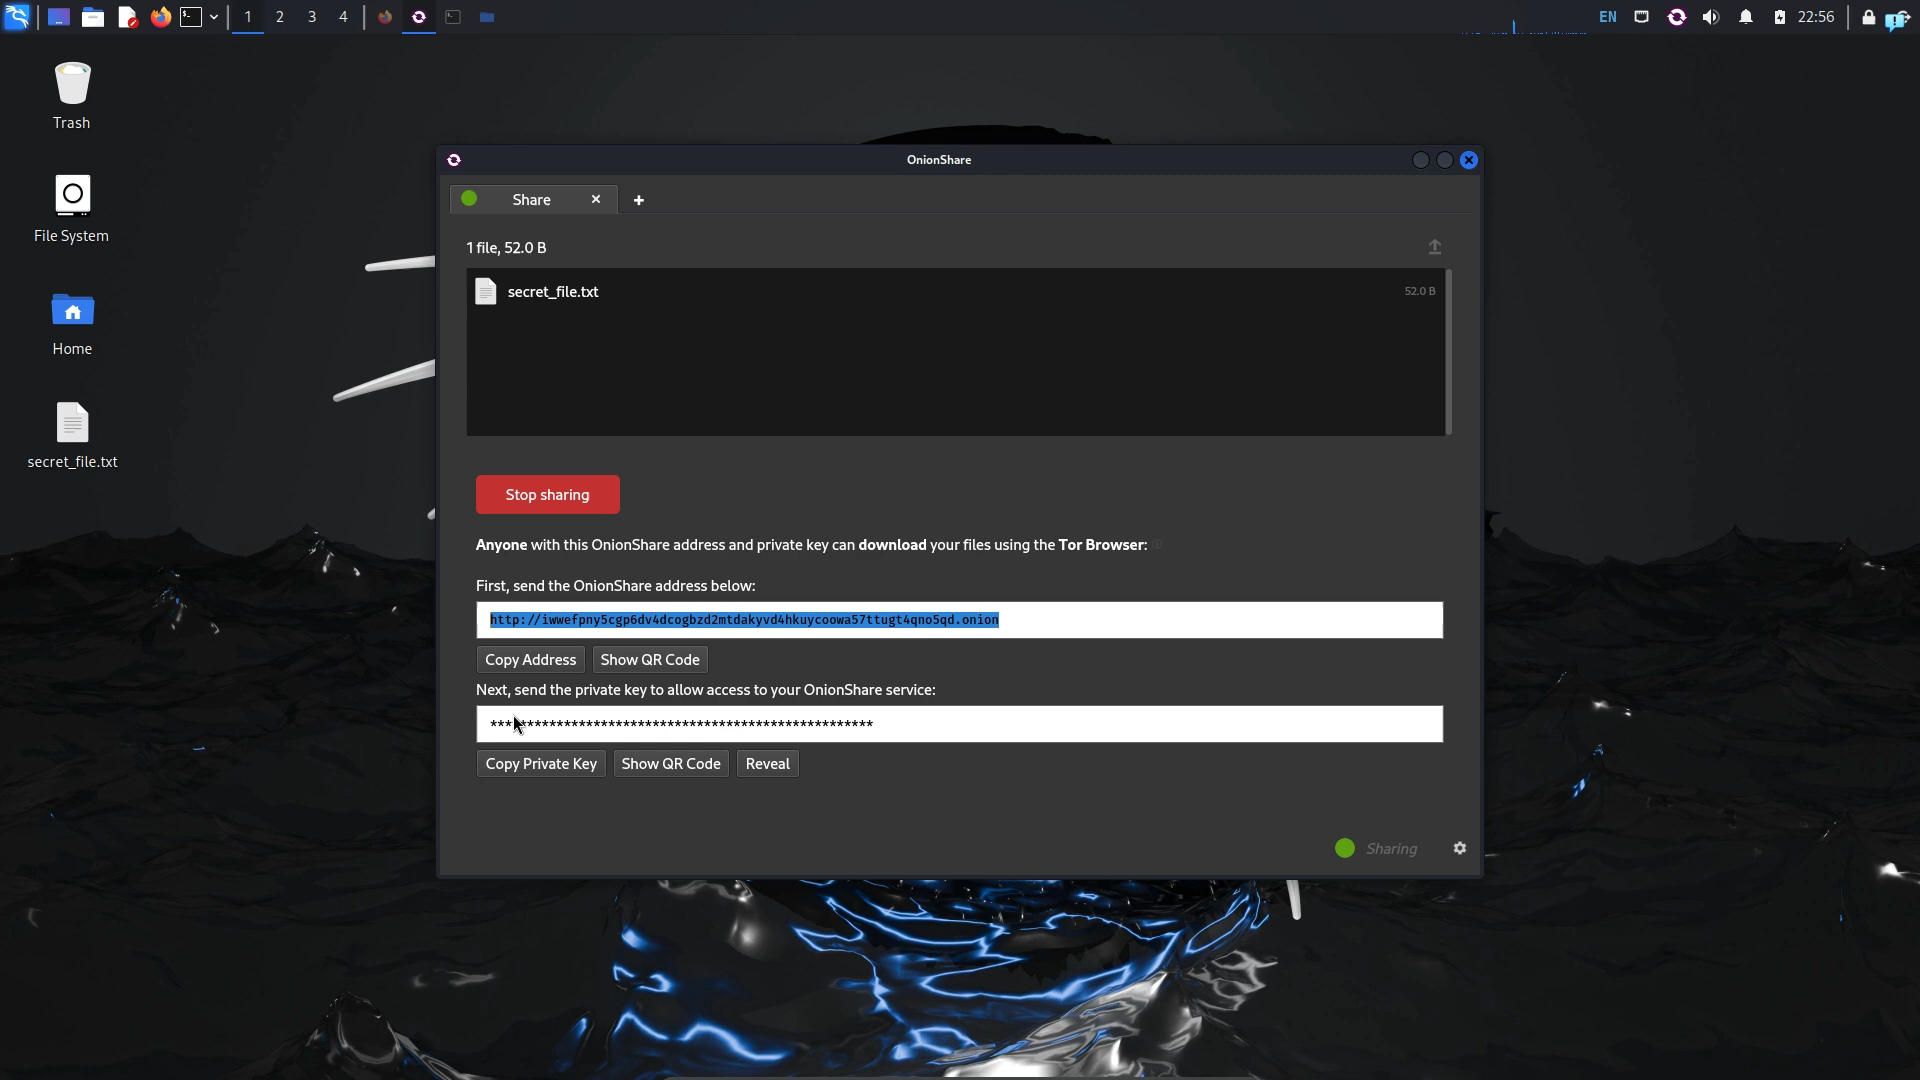 1 2 3 4
EN
22:56
Trash
File System
Home
secret_file.txt
OnionShare
Share
1 file, 52.0 B
secret_file.txt
52.0 B
Stop sharing
Anyone with this OnionShare address and private key can download your files using the Tor Browser:
First, send the OnionShare address below:
http://iwwefpny5cgp6dv4dcogbzd2mtdakyvd4hkuycoowa57ttugt4qno5qd.onion
Copy Address Show QR Code
Next, send the private key to allow access to your OnionShare service:
****************************************************
Copy Private Key Show QR Code Reveal
Sharing